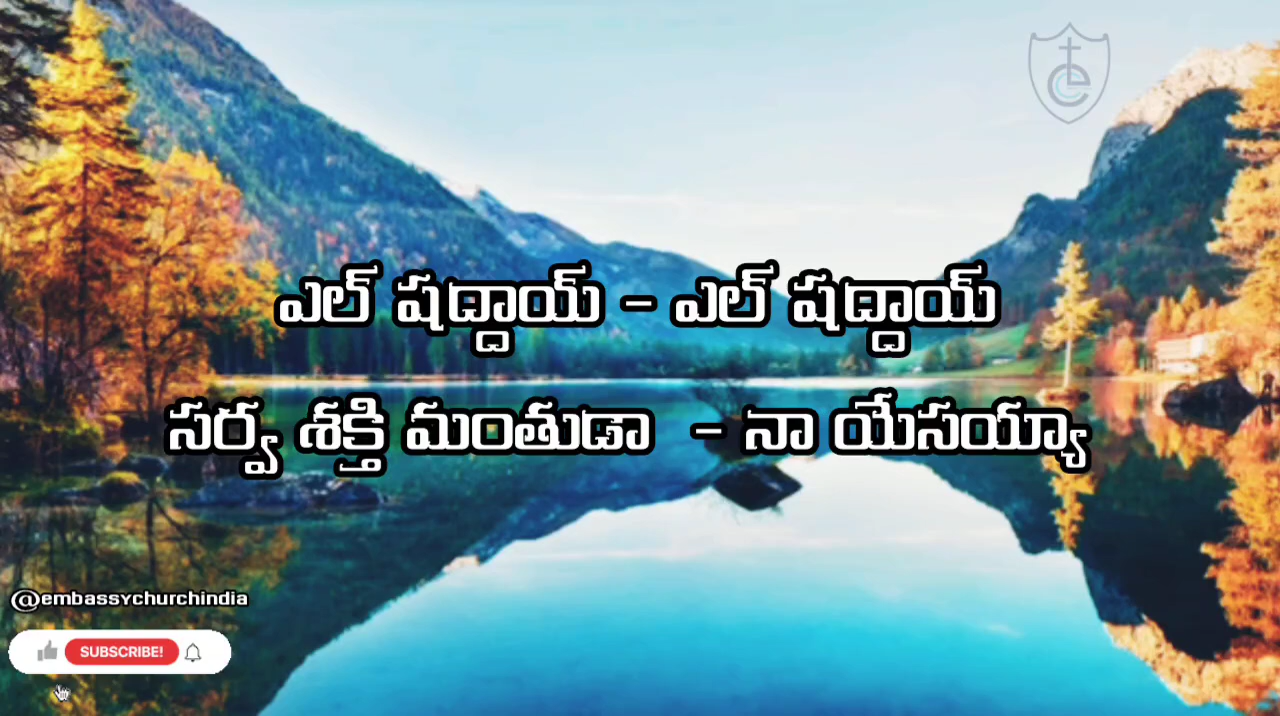 ఎల్ షద్దాయ్ - ఎల్ షద్దాయ్
సర్వ శక్తి మంతుడా - నా యేసయ్యా
@embassychurchindia
SUBSCRIBE!